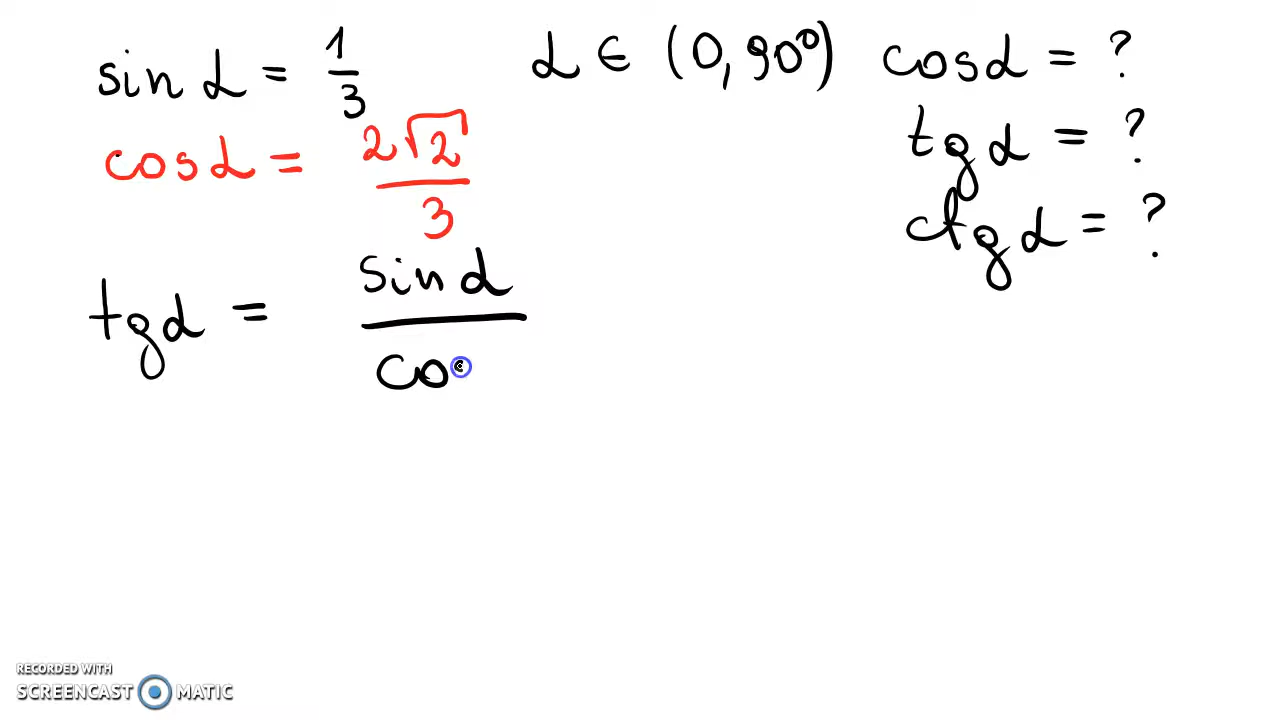 sin α = 1/3 α ∈ (0, 90°) cos α = ?
cos α = 2√2/3 tg α = ?
ctg α = ?
tg α = sin α / co
RECORDED WITH
SCREENCAST MATIC